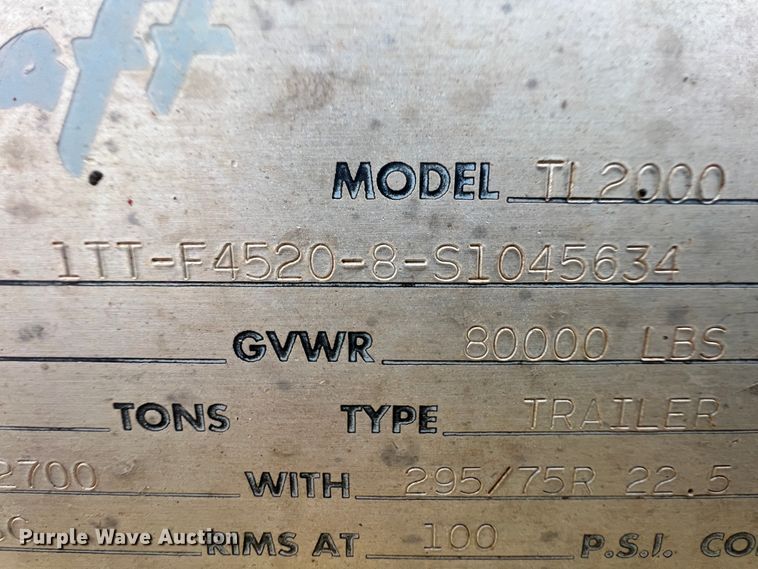 MODEL TL2000
1TT-F4520-8-S1045634
GVWR 80000 LBS
TONS TYPE TRAILER
2700 WITH 295/75R 22.5
RIMS AT 100 P.S.I. CO
Purple Wave Auction